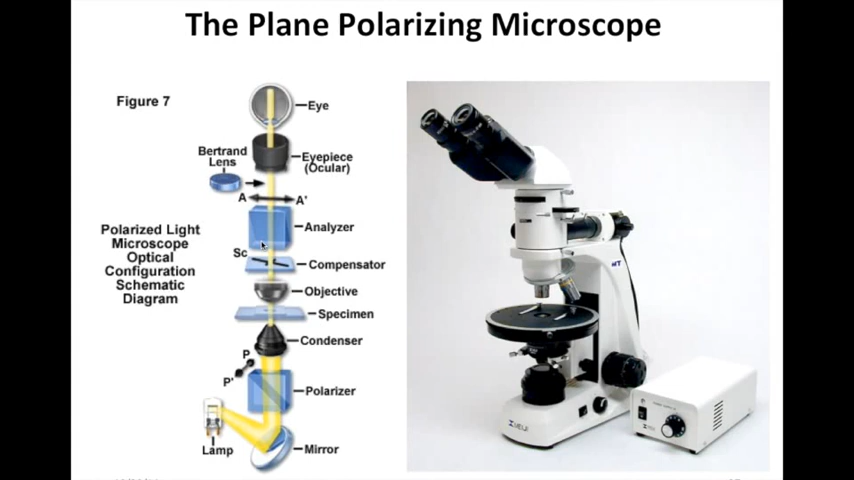 The Plane Polarizing Microscope
Figure 7
Eye
Bertrand
Lens
Eyepiece
(Ocular)
A
A'
Analyzer
Polarized Light
Microscope
Optical
Configuration
Schematic
Diagram
Sc
Compensator
Objective
Specimen
Condenser
P
P'
Polarizer
Lamp
Mirror